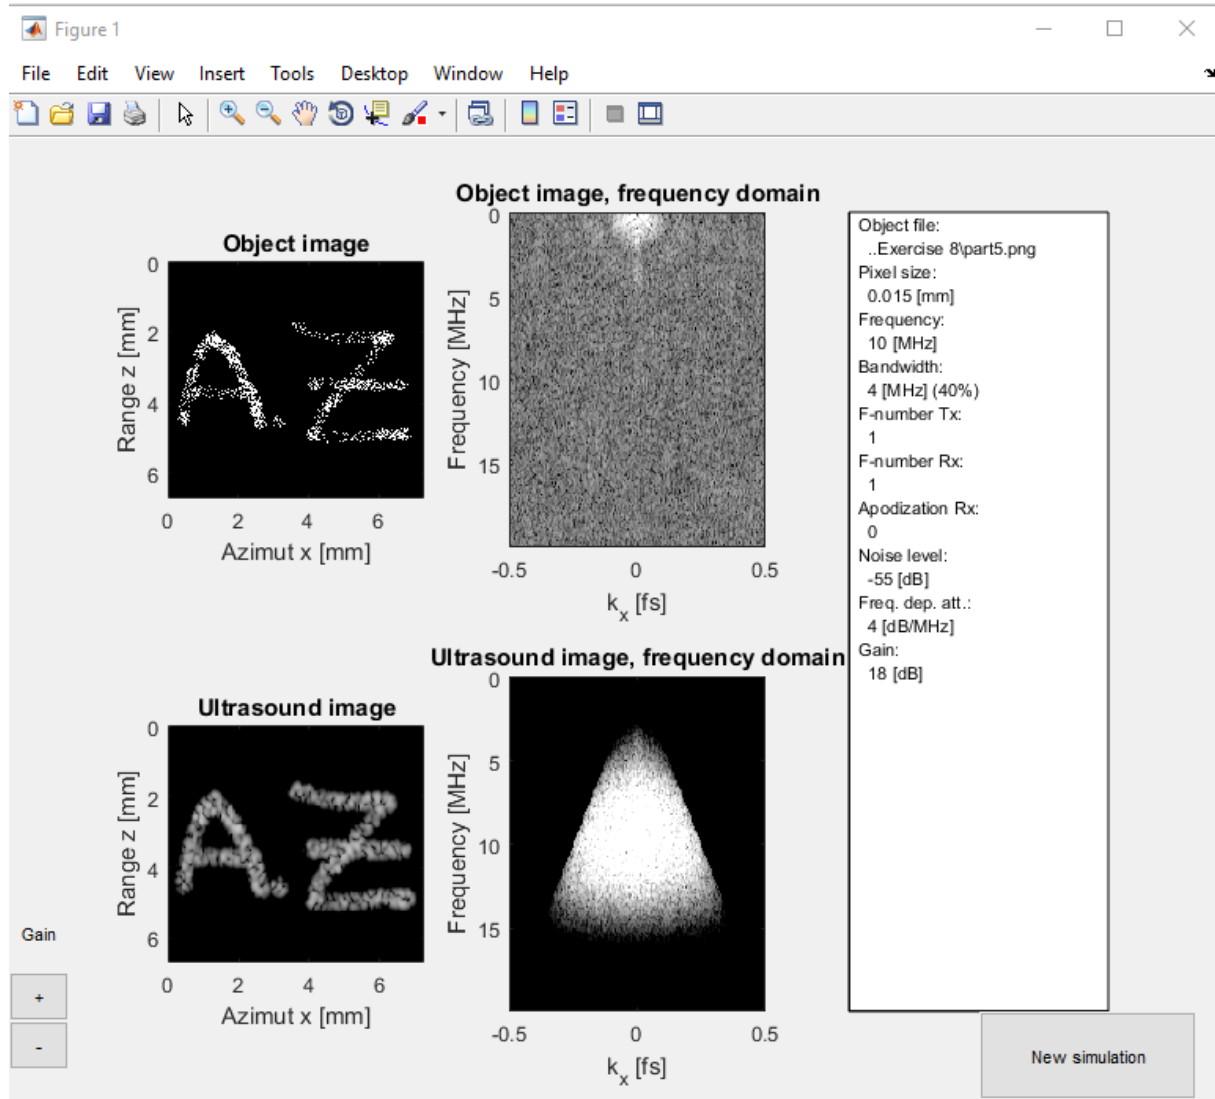 Figure 1
File Edit View Insert Tools Desktop Window Help
Object image, frequency domain
Object image
0
2
4
6
Range z [mm]
0 2 4 6
Azimut x [mm]
0
5
10
15
Frequency [MHz]
-0.5 0 0.5
k_x [fs]
Object file:
..Exercise 8\part5.png
Pixel size:
0.015 [mm]
Frequency:
10 [MHz]
Bandwidth:
4 [MHz] (40%)
F-number Tx:
1
F-number Rx:
1
Apodization Rx:
0
Noise level:
-55 [dB]
Freq. dep. att.:
4 [dB/MHz]
Gain:
18 [dB]
A.Z
Ultrasound image, frequency domain
Ultrasound image
0
2
4
6
Range z [mm]
0 2 4 6
Azimut x [mm]
A.Z
0
5
10
15
Frequency [MHz]
-0.5 0 0.5
k_x [fs]
Gain
+
-
New simulation